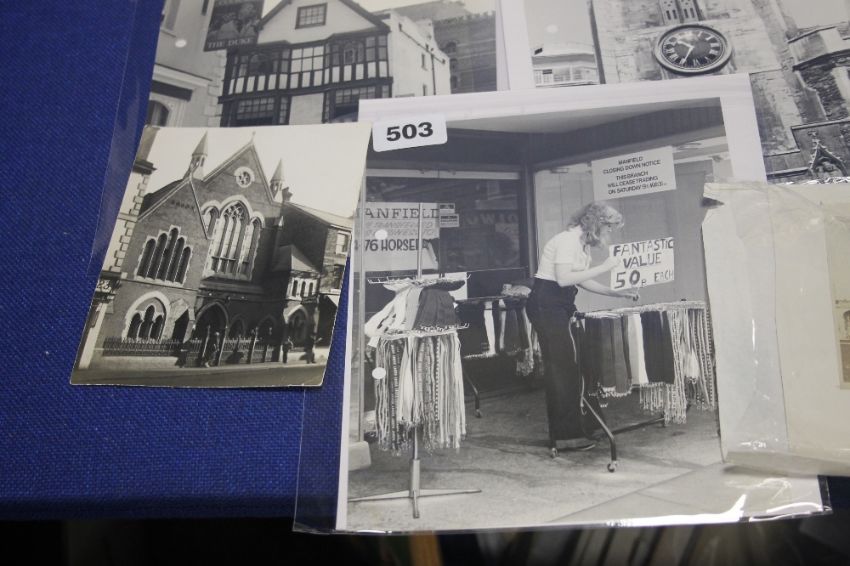 THE DUKE
503
MANFIELD
CLOSING DOWN NOTICE
THIS BRANCH
WILL CEASE TRADING
ON SATURDAY
ANFIELD
76 HORSEF
FANTASTIC
VALUE
50P EACH